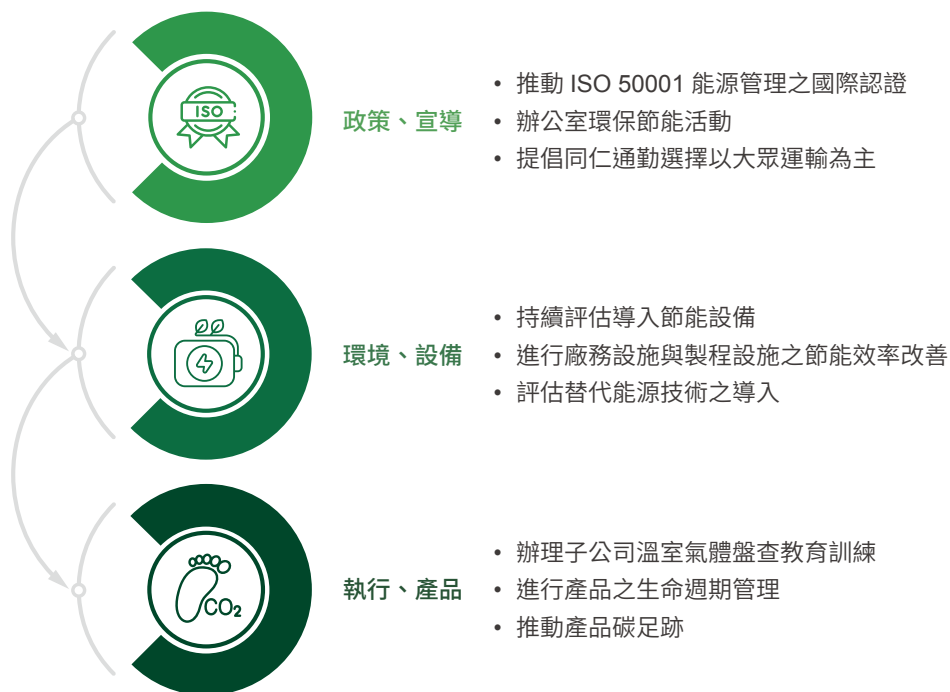 ISO
政策、宣導
• 推動 ISO 50001 能源管理之國際認證
• 辦公室環保節能活動
• 提倡同仁通勤選擇以大眾運輸為主
環境、設備
• 持續評估導入節能設備
• 進行廠務設施與製程設施之節能效率改善
• 評估替代能源技術之導入
CO₂
執行、產品
• 辦理子公司溫室氣體盤查教育訓練
• 進行產品之生命週期管理
• 推動產品碳足跡